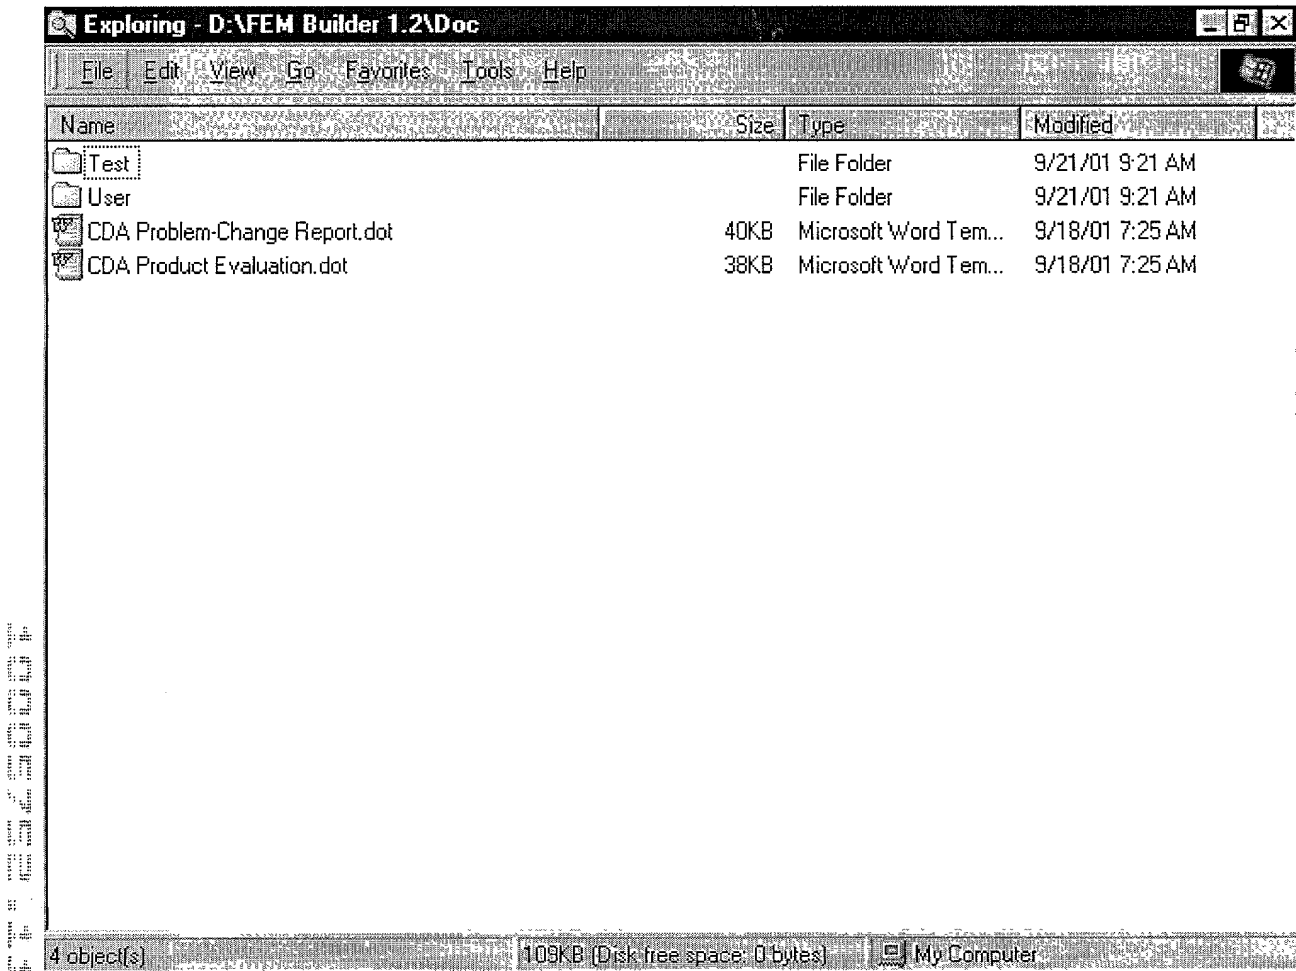 Exploring - D:\FEM Builder 1.2\Doc
File Edit View Go Favorites Tools Help
Name Size Type Modified
Test File Folder 9/21/01 9:21 AM
User File Folder 9/21/01 9:21 AM
CDA Problem-Change Report.dot 40KB Microsoft Word Tem... 9/18/01 7:25 AM
CDA Product Evaluation.dot 38KB Microsoft Word Tem... 9/18/01 7:25 AM
4 object(s) 109KB (Disk free space: 0 bytes) My Computer